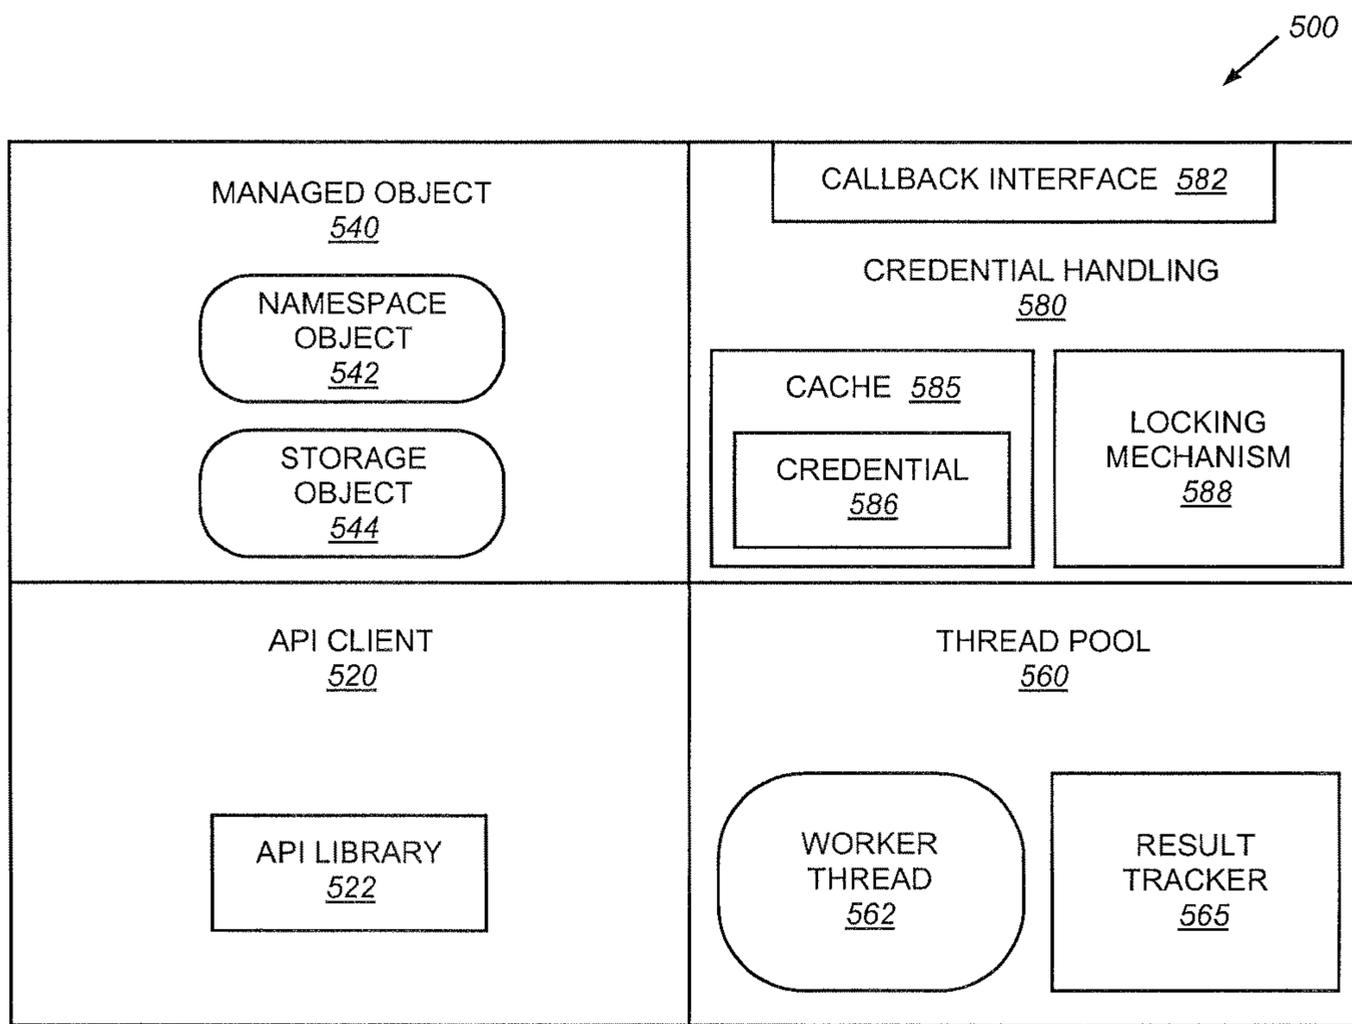 500
MANAGED OBJECT
540
NAMESPACE
OBJECT
542
STORAGE
OBJECT
544
CALLBACK INTERFACE 582
CREDENTIAL HANDLING
580
CACHE 585
CREDENTIAL
586
LOCKING
MECHANISM
588
API CLIENT
520
API LIBRARY
522
THREAD POOL
560
WORKER
THREAD
562
RESULT
TRACKER
565